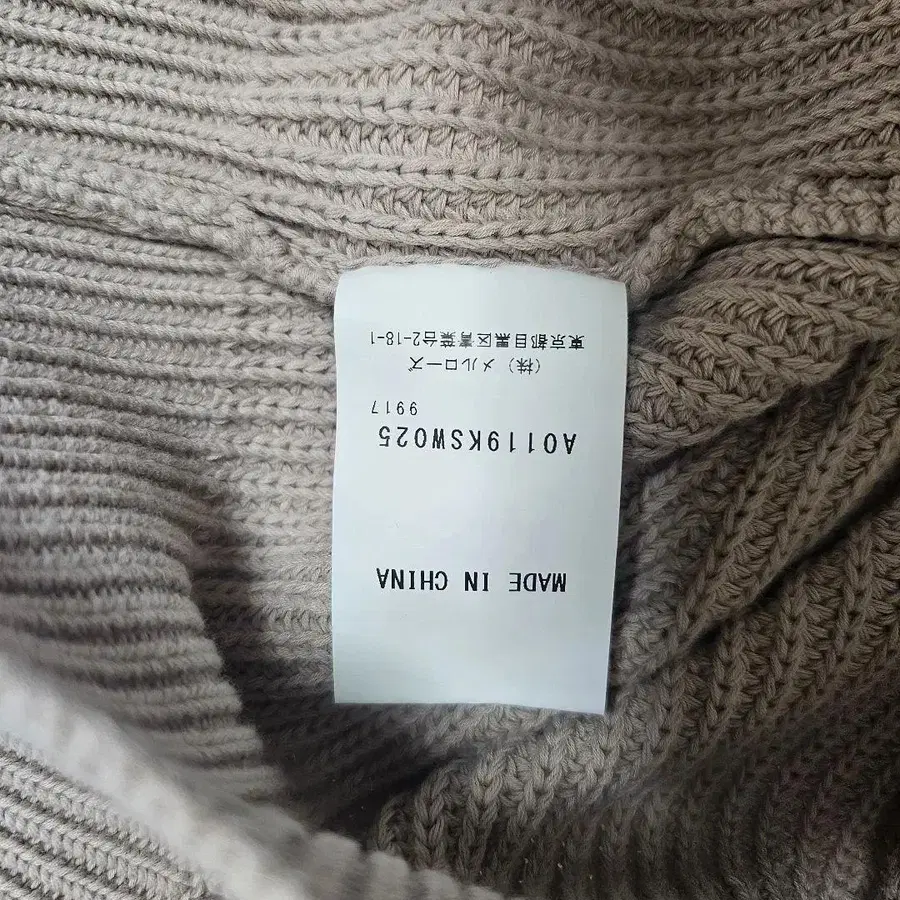 MADE IN CHINA
A0119KSW025
9917
(株) メルローズ
東京都目黒区青葉台2-18-1